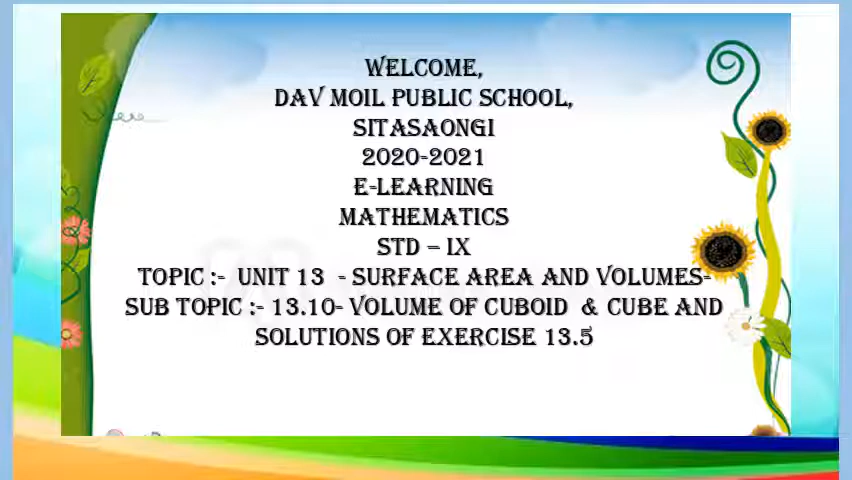 WELCOME,
DAV MOIL PUBLIC SCHOOL,
SITASAONGI
2020-2021
E-LEARNING
MATHEMATICS
STD – IX
TOPIC :- UNIT 13 - SURFACE AREA AND VOLUMES-
SUB TOPIC :- 13.10- VOLUME OF CUBOID & CUBE AND
SOLUTIONS OF EXERCISE 13.5